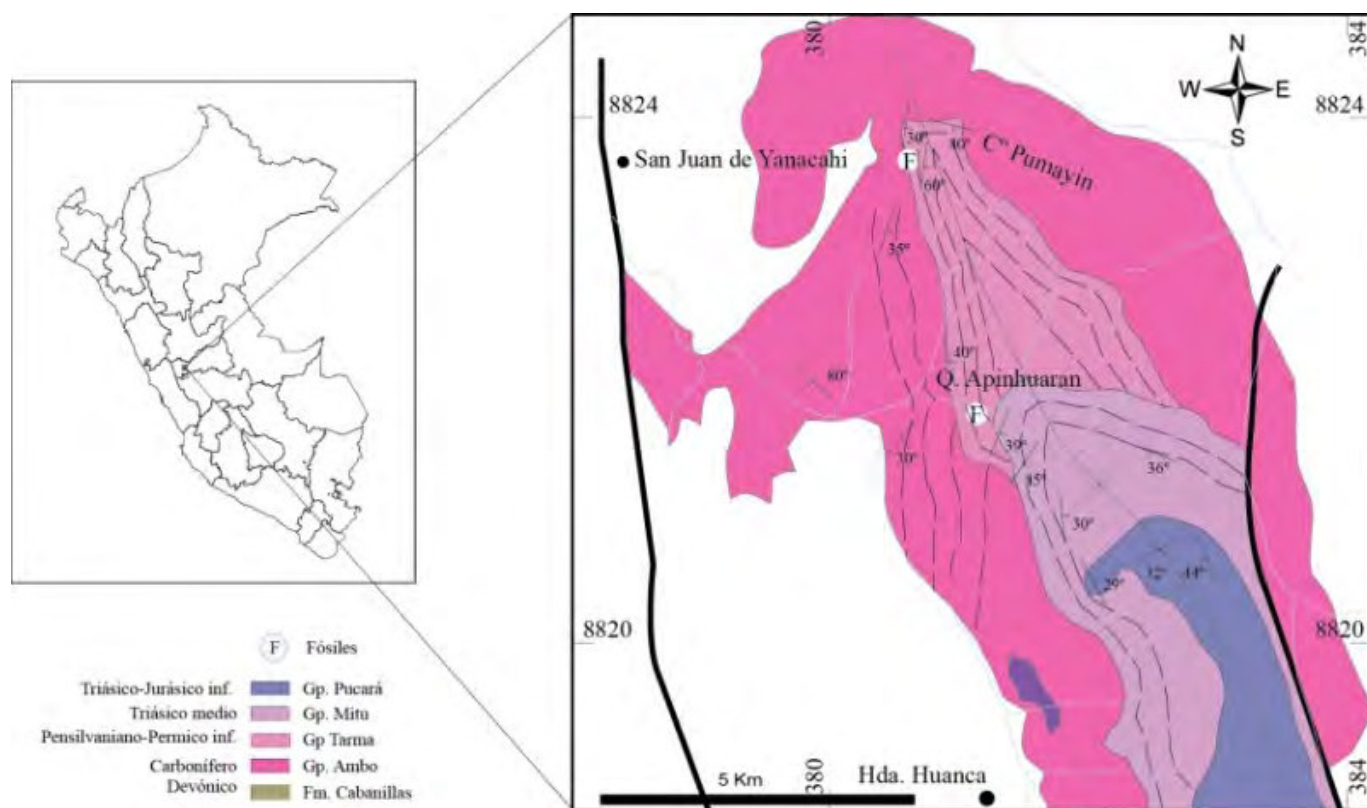 380
384
N
W E
S
8824
8824
San Juan de Yanacahi
30°
80°
Cᵒ Pumayin
F
60°
35°
40°
80°
Q. Apinhuaran
F
39°
30°
85°
36°
30°
29°
44°
8820
8820
F Fósiles
Triásico-Jurásico inf. Gp. Pucará
Triásico medio Gp. Mitu
Pensilvaniano-Permico inf. Gp Tarma
Carbonífero Gp. Ambo
Devónico Fm. Cabanillas
5 Km
380
Hda. Huanca
384